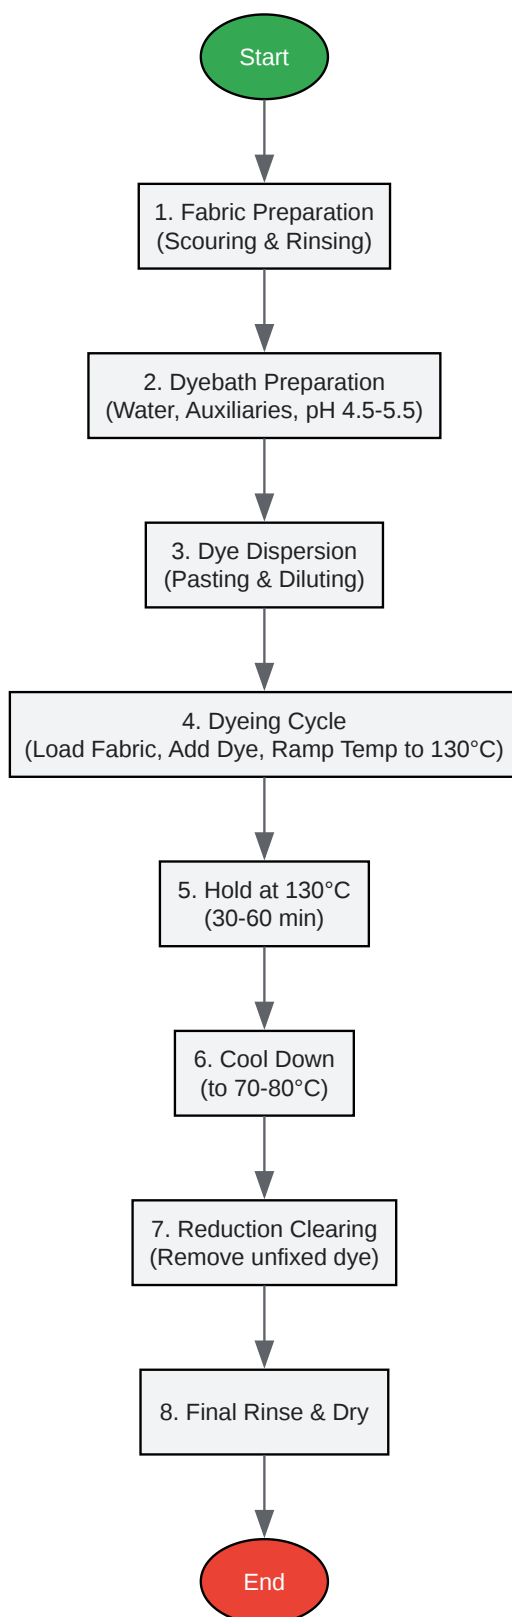 Start
1. Fabric Preparation
(Scouring & Rinsing)
2. Dyebath Preparation
(Water, Auxiliaries, pH 4.5-5.5)
3. Dye Dispersion
(Pasting & Diluting)
4. Dyeing Cycle
(Load Fabric, Add Dye, Ramp Temp to 130°C)
5. Hold at 130°C
(30-60 min)
6. Cool Down
(to 70-80°C)
7. Reduction Clearing
(Remove unfixed dye)
8. Final Rinse & Dry
End